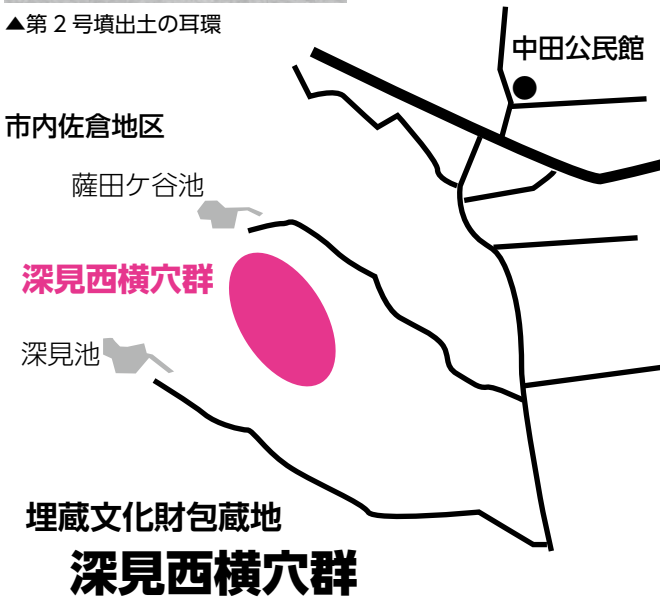 ▲第 2 号墳出土の耳環
中田公民館
市内佐倉地区
薩田ケ谷池
深見西横穴群
深見池
埋蔵文化財包蔵地
深見西横穴群